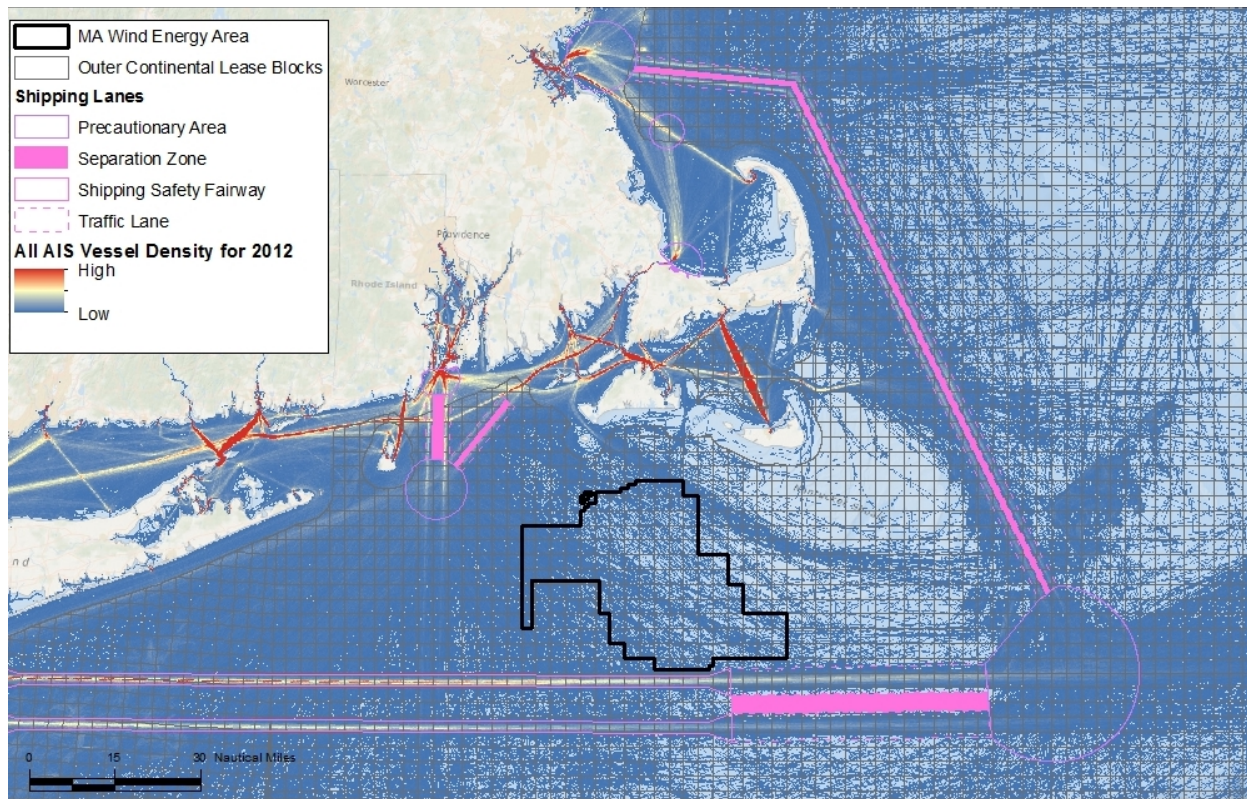 MA Wind Energy Area
Outer Continental Lease Blocks
Shipping Lanes
Precautionary Area
Separation Zone
Shipping Safety Fairway
Traffic Lane
All AIS Vessel Density for 2012
High
Low
Worcester
Providence
Rhode Island
n d
0
15
30 Nautical Miles